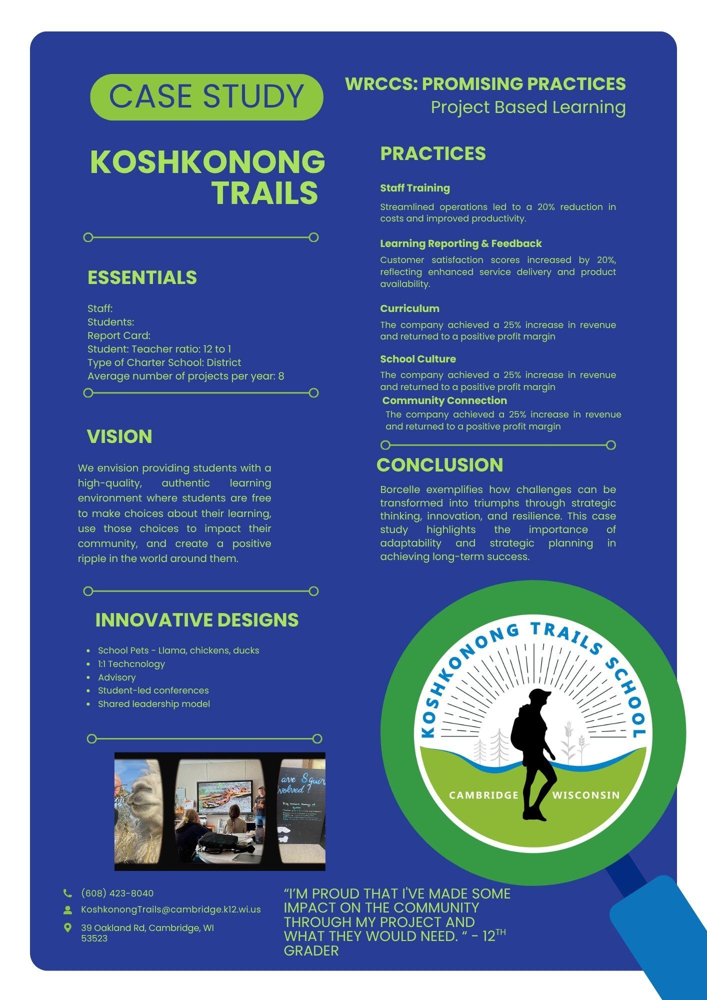 CASE STUDY
WRCCS: PROMISING PRACTICES
Project Based Learning
KOSHKONONG
TRAILS
ESSENTIALS
Staff:
Students:
Report Card:
Student: Teacher ratio: 12 to 1
Type of Charter School: District
Average number of projects per year: 8
VISION
We envision providing students with a
high-quality, authentic learning
environment where students are free
to make choices about their learning,
use those choices to impact their
community, and create a positive
ripple in the world around them.
INNOVATIVE DESIGNS
• School Pets - Llama, chickens, ducks
• 1:1 Techcnology
• Advisory
• Student-led conferences
• Shared leadership model
PRACTICES
Staff Training
Streamlined operations led to a 20% reduction in
costs and improved productivity.
Learning Reporting & Feedback
Customer satisfaction scores increased by 20%,
reflecting enhanced service delivery and product
availability.
Curriculum
The company achieved a 25% increase in revenue
and returned to a positive profit margin
School Culture
The company achieved a 25% increase in revenue
and returned to a positive profit margin
Community Connection
The company achieved a 25% increase in revenue
and returned to a positive profit margin
CONCLUSION
Borcelle exemplifies how challenges can be
transformed into triumphs through strategic
thinking, innovation, and resilience. This case
study highlights the importance of
adaptability and strategic planning in
achieving long-term success.
KOSHKONONG TRAILS SCHOOL
CAMBRIDGE WISCONSIN
Importance of snakes
ave Squir
volved?
(608) 423-8040
KoshkonongTrails@cambridge.k12.wi.us
39 Oakland Rd, Cambridge, WI
53523
“I’M PROUD THAT I'VE MADE SOME
IMPACT ON THE COMMUNITY
THROUGH MY PROJECT AND
WHAT THEY WOULD NEED. “ - 12TH
GRADER